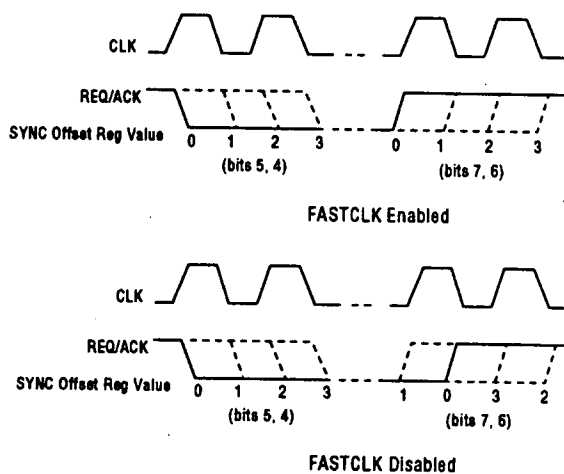 CLK
REQ/ACK
SYNC Offset Reg Value
0 1 2 3 0 1 2 3
(bits 5, 4) (bits 7, 6)
FASTCLK Enabled
CLK
REQ/ACK
SYNC Offset Reg Value
0 1 2 3 1 0 3 2
(bits 5, 4) (bits 7, 6)
FASTCLK Disabled